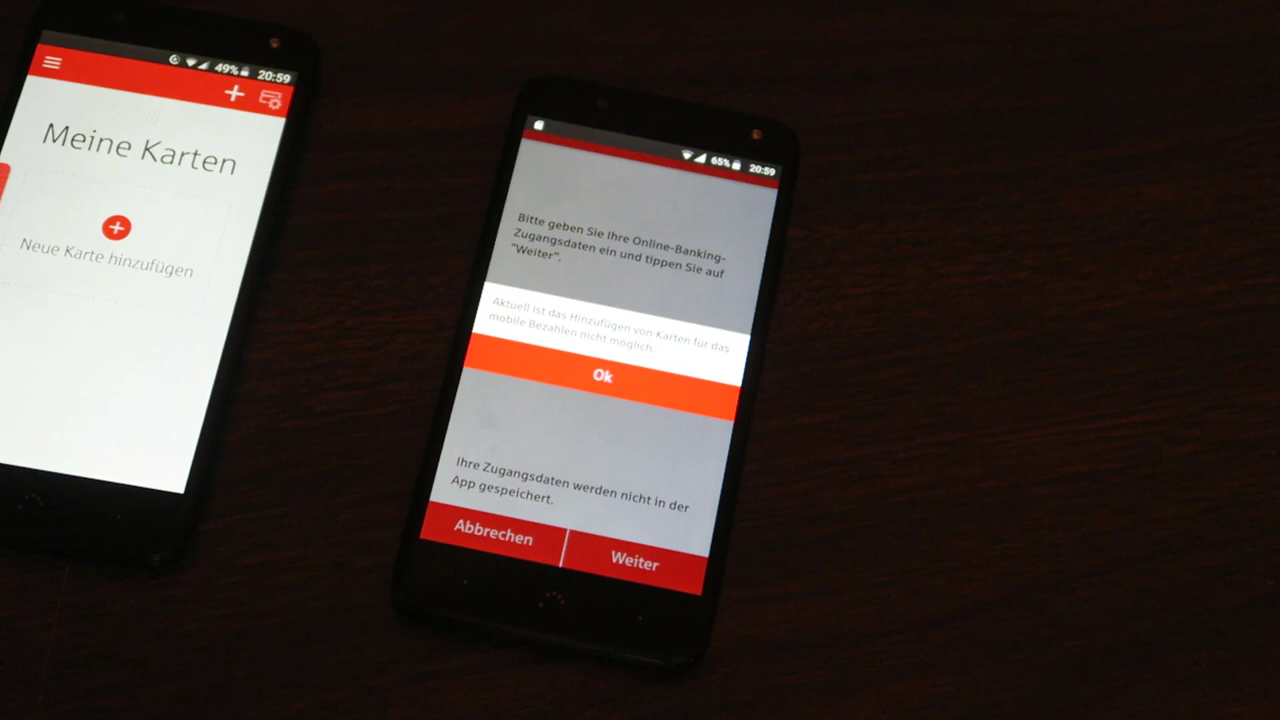 49% 20:59
Meine Karten
Neue Karte hinzufügen
65% 20:59
Bitte geben Sie Ihre Online-Banking-
Zugangsdaten ein und tippen Sie auf
"Weiter".
Aktuell ist das Hinzufügen von Karten für das
mobile Bezahlen nicht möglich.
Ok
Ihre Zugangsdaten werden nicht in der
App gespeichert.
Abbrechen
Weiter